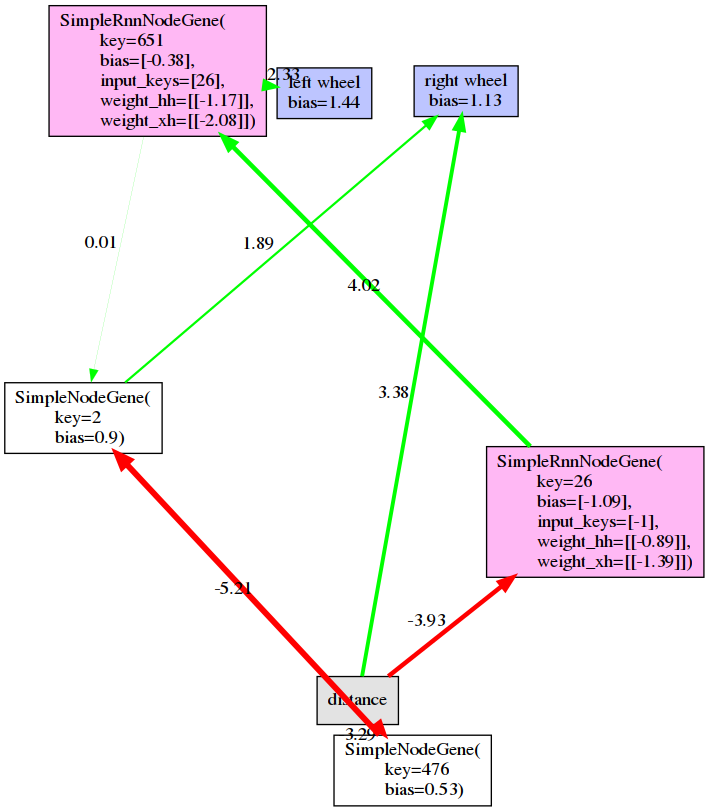 SimpleRnnNodeGene(
key=651
bias=[-0.38],
input_keys=[26],
weight_hh=[[-1.17]],
weight_xh=[[-2.08]])
2.33
left wheel
bias=1.44
right wheel
bias=1.13
0.01
1.89
4.02
3.38
SimpleNodeGene(
key=2
bias=0.9)
SimpleRnnNodeGene(
key=26
bias=[-1.09],
input_keys=[-1],
weight_hh=[[-0.89]],
weight_xh=[[-1.39]])
-5.21
-3.93
distance
3.29
SimpleNodeGene(
key=476
bias=0.53)